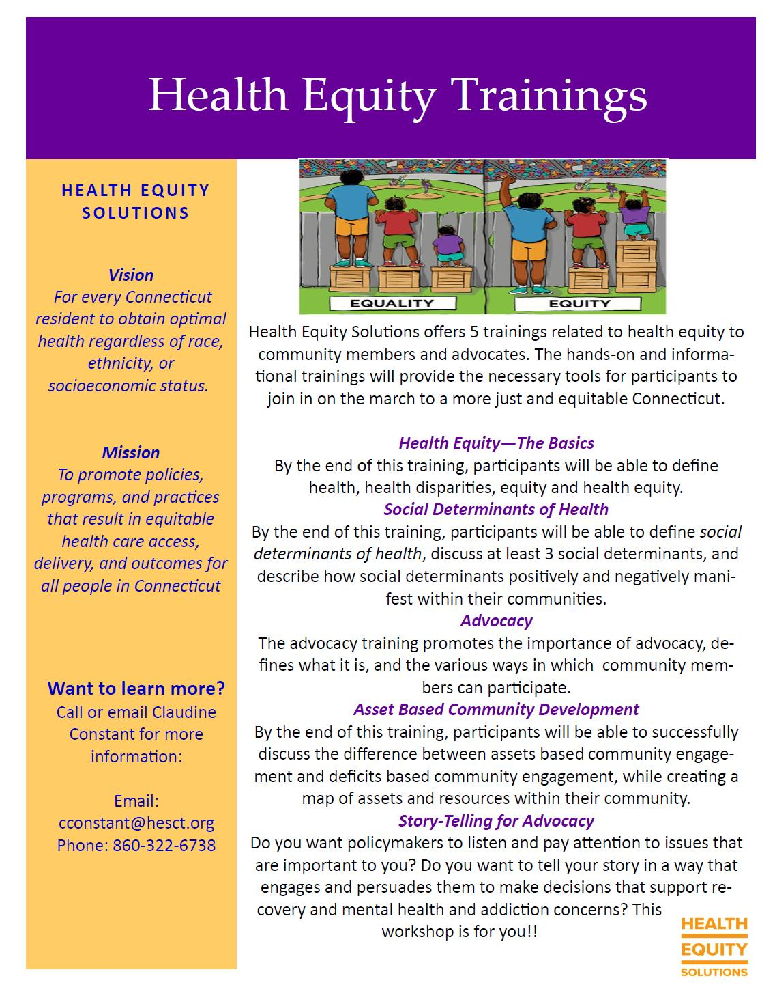 Health Equity Trainings
HEALTH EQUITY
SOLUTIONS
Vision
For every Connecticut
resident to obtain optimal
health regardless of race,
ethnicity, or
socioeconomic status.
Mission
To promote policies,
programs, and practices
that result in equitable
health care access,
delivery, and outcomes for
all people in Connecticut
Want to learn more?
Call or email Claudine
Constant for more
information:
Email:
cconstant@hesct.org
Phone: 860-322-6738
EQUALITY
EQUITY
Health Equity Solutions offers 5 trainings related to health equity to
community members and advocates. The hands-on and informa-
tional trainings will provide the necessary tools for participants to
join in on the march to a more just and equitable Connecticut.
Health Equity—The Basics
By the end of this training, participants will be able to define
health, health disparities, equity and health equity.
Social Determinants of Health
By the end of this training, participants will be able to define social
determinants of health, discuss at least 3 social determinants, and
describe how social determinants positively and negatively mani-
fest within their communities.
Advocacy
The advocacy training promotes the importance of advocacy, de-
fines what it is, and the various ways in which  community mem-
bers can participate.
Asset Based Community Development
By the end of this training, participants will be able to successfully
discuss the difference between assets based community engage-
ment and deficits based community engagement, while creating a
map of assets and resources within their community.
Story-Telling for Advocacy
Do you want policymakers to listen and pay attention to issues that
are important to you? Do you want to tell your story in a way that
engages and persuades them to make decisions that support re-
covery and mental health and addiction concerns? This
workshop is for you!!
HEALTH
EQUITY
SOLUTIONS